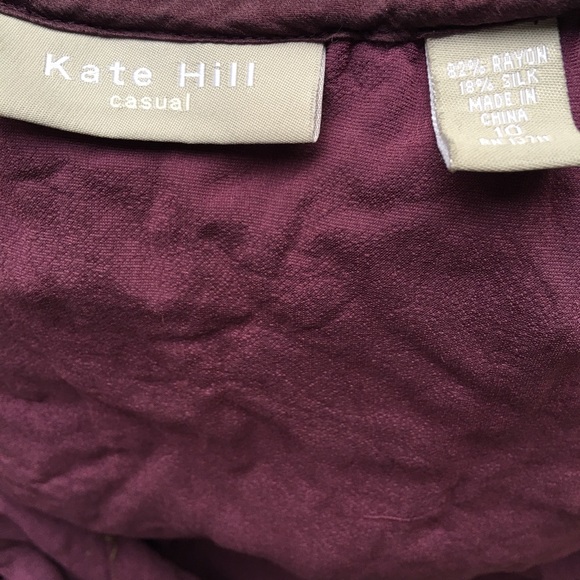 Kate Hill
casual
82% RAYON
18% SILK
MADE IN
CHINA
10